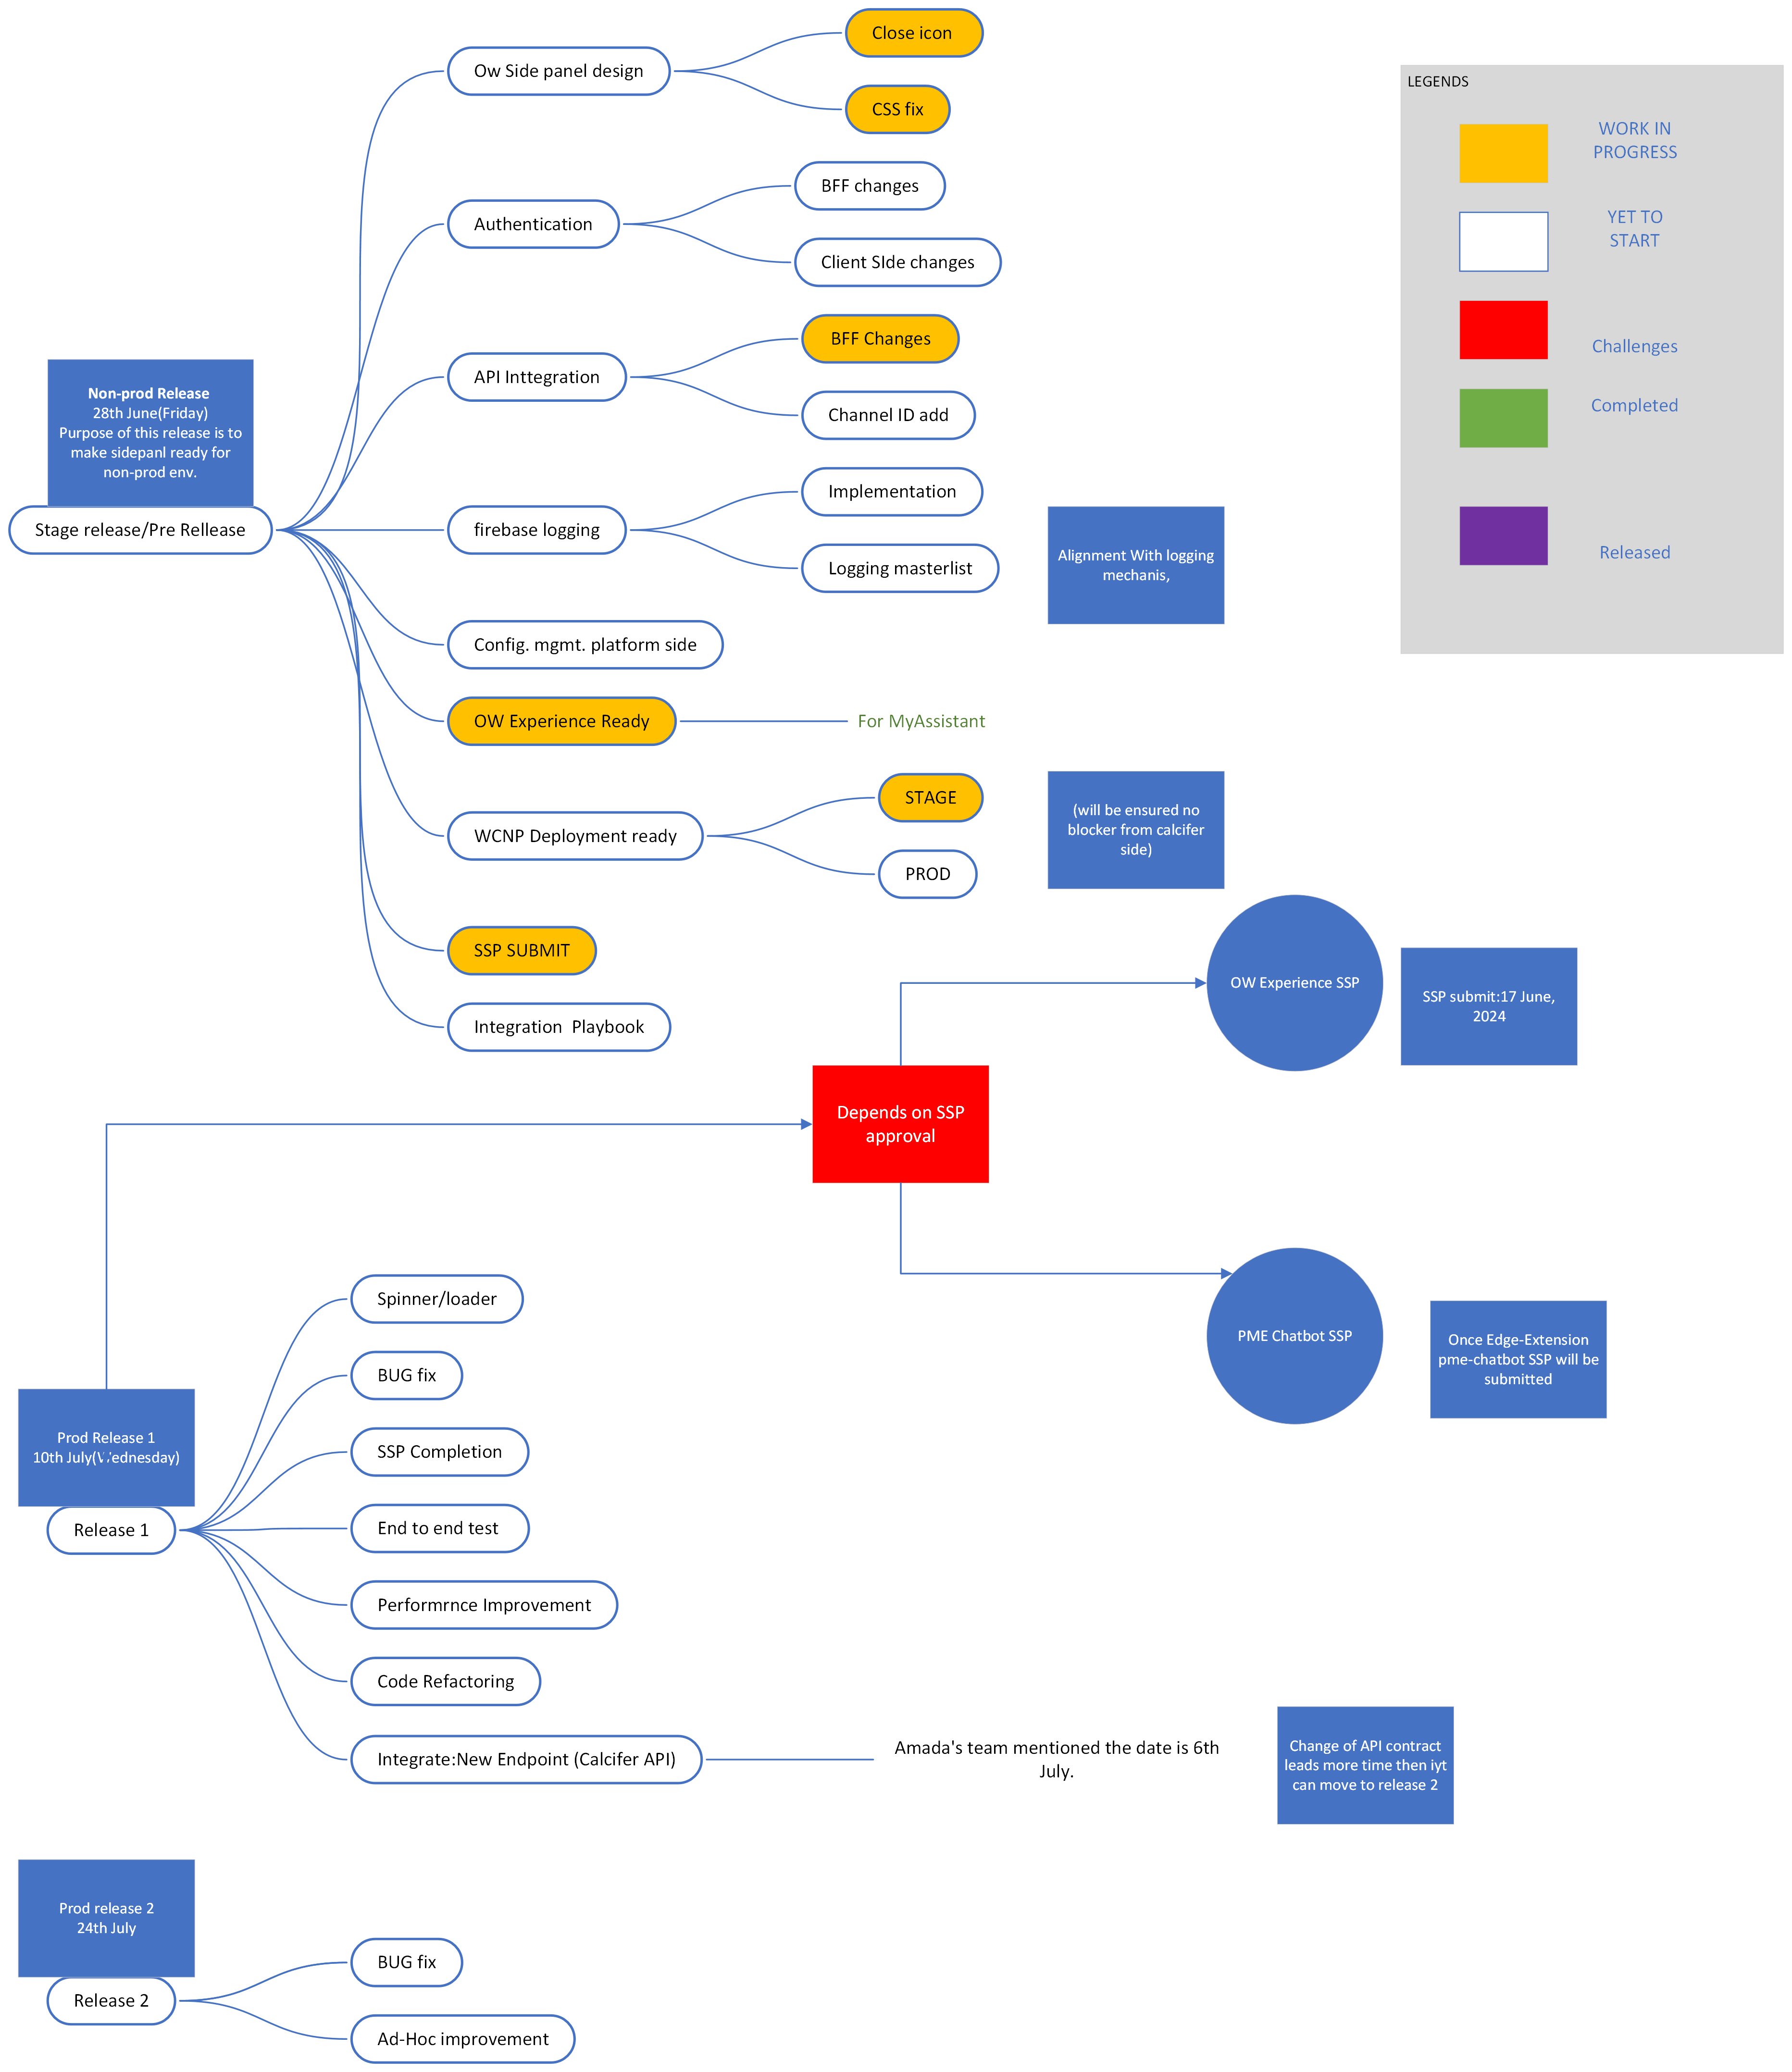 Close icon
Ow Side panel design
CSS fix
LEGENDS
WORK IN
PROGRESS
YET TO
START
Challenges
Completed
Released
BFF changes
Authentication
Client SIde changes
BFF Changes
API Inttegration
Channel ID add
Non-prod Release
28th June(Friday)
Purpose of this release is to
make sidepanl ready for
non-prod env.
Stage release/Pre Rellease
Implementation
firebase logging
Logging masterlist
Alignment With logging
mechanis,
Config. mgmt. platform side
OW Experience Ready
For MyAssistant
STAGE
WCNP Deployment ready
PROD
(will be ensured no
blocker from calcifer
side)
SSP SUBMIT
Integration  Playbook
OW Experience SSP
SSP submit:17 June,
2024
Depends on SSP
approval
PME Chatbot SSP
Once Edge-Extension
pme-chatbot SSP will be
submitted
Prod Release 1
10th July(Wednesday)
Release 1
Spinner/loader
BUG fix
SSP Completion
End to end test
Performrnce Improvement
Code Refactoring
Integrate:New Endpoint (Calcifer API)
Amada's team mentioned the date is 6th
July.
Change of API contract
leads more time then iyt
can move to release 2
Prod release 2
24th July
Release 2
BUG fix
Ad-Hoc improvement